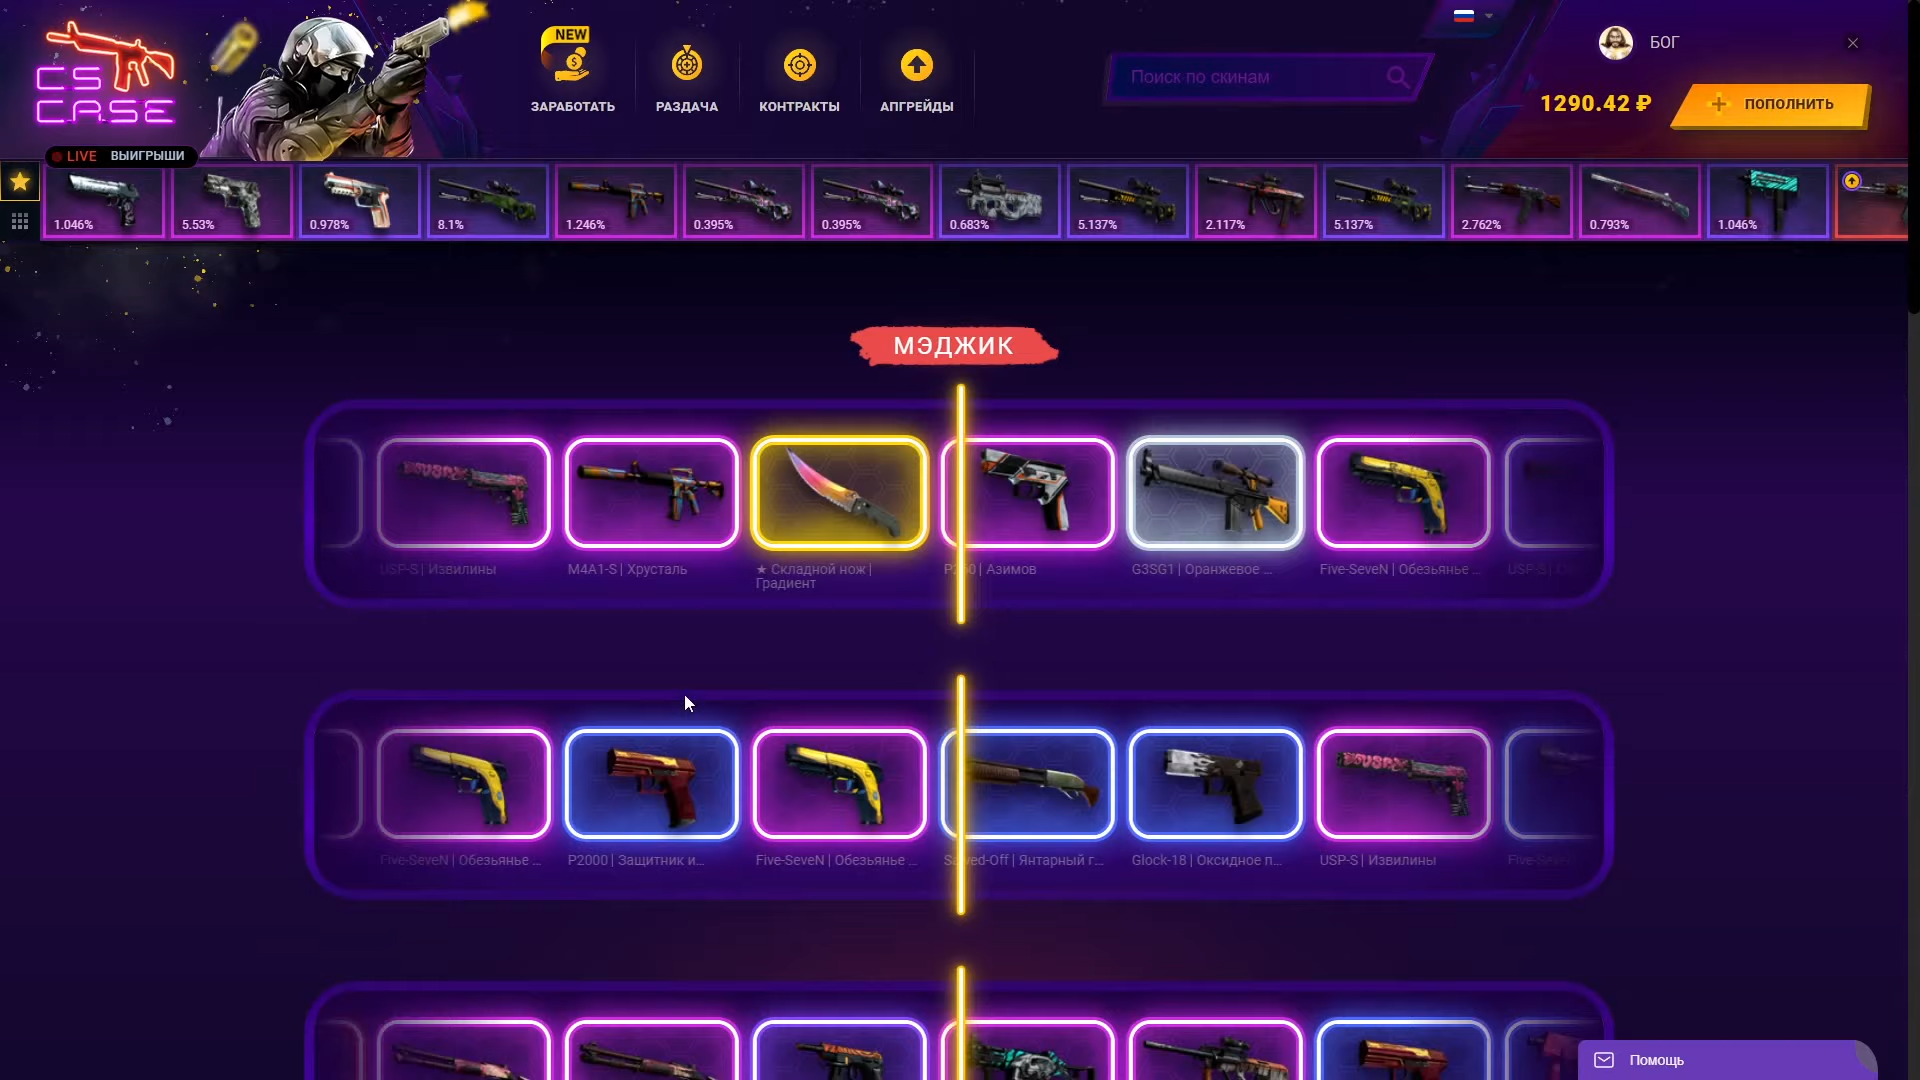 CS
CASE
NEW
ЗАРАБОТАТЬ
РАЗДАЧА
КОНТРАКТЫ
АПГРЕЙДЫ
Поиск по скинам
БОГ
1290.42 ₽
ПОПОЛНИТЬ
LIVE ВЫИГРЫШИ
1.046%
5.53%
0.978%
8.1%
1.246%
0.395%
0.395%
0.683%
5.137%
2.117%
5.137%
2.762%
0.793%
1.046%
МЭДЖИК
USP-S | Извилины
M4A1-S | Хрусталь
★ Складной нож |
Градиент
| Азимов
G3SG1 | Оранжевое ...
Five-SeveN | Обезьянье ...
USP-S |
Five-SeveN | Обезьянье ...
P2000 | Защитник и...
Five-SeveN | Обезьянье ...
| Янтарный г...
Glock-18 | Оксидное п...
USP-S | Извилины
Помощь